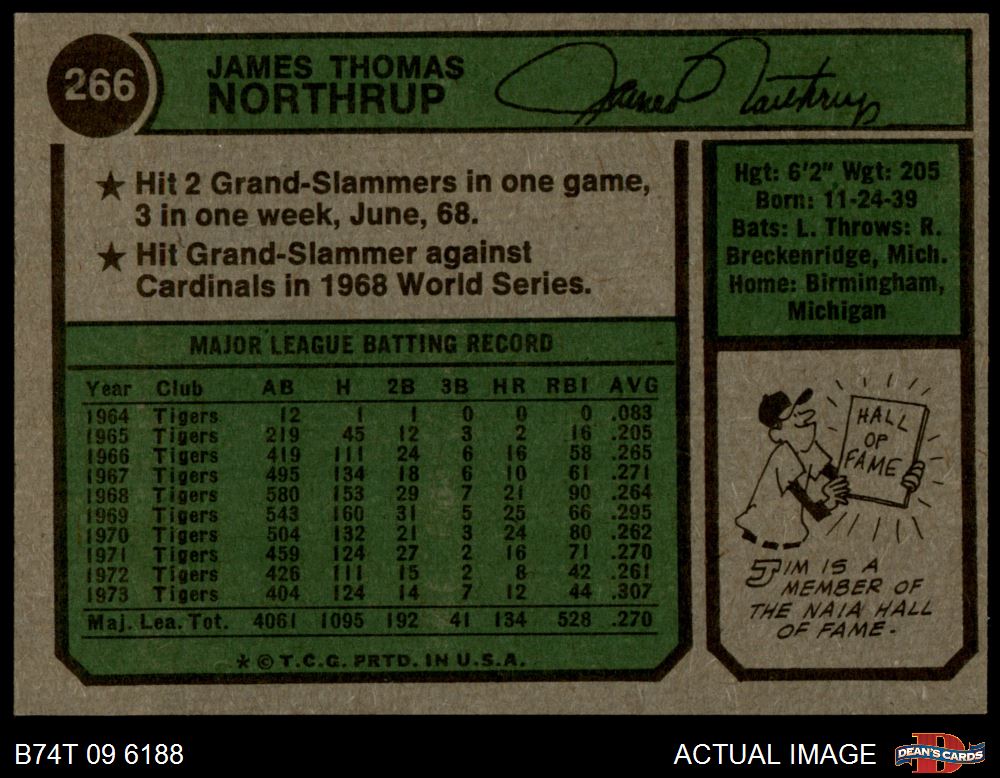 266
JAMES THOMAS
NORTHRUP
James Northrup
★ Hit 2 Grand-Slammers in one game,
3 in one week, June, 68.
★ Hit Grand-Slammer against
Cardinals in 1968 World Series.
MAJOR LEAGUE BATTING RECORD
Year Club AB H 2B 3B HR RBI AVG
1964 Tigers 12 1 1 0 0 0 .083
1965 Tigers 219 45 12 3 2 16 .205
1966 Tigers 419 111 24 6 16 58 .265
1967 Tigers 495 134 18 6 10 61 .271
1968 Tigers 580 153 29 7 21 90 .264
1969 Tigers 543 160 31 5 25 66 .295
1970 Tigers 504 132 21 3 24 80 .262
1971 Tigers 459 124 27 2 16 71 .270
1972 Tigers 426 111 15 2 8 42 .261
1973 Tigers 404 124 14 7 12 44 .307
Maj. Lea. Tot. 4061 1095 192 41 134 528 .270
★ © T.C.G. PRTD. IN U.S.A.
Hgt: 6'2" Wgt: 205
Born: 11-24-39
Bats: L. Throws: R.
Breckenridge, Mich.
Home: Birmingham,
Michigan
HALL
OF
FAME
JIM IS A
MEMBER OF
THE NAIA HALL
OF FAME.
B74T 09 6188
ACTUAL IMAGE
DEAN'S CARDS